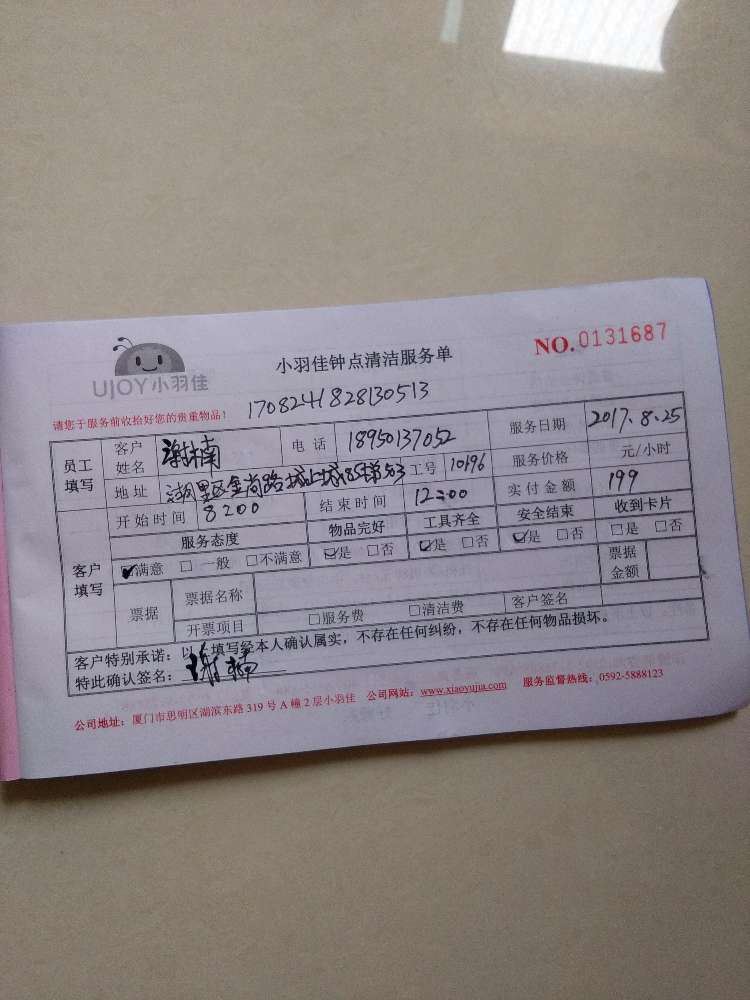 UJOY小羽佳
小羽佳钟点清洁服务单
NO.0131687
请您于服务前收拾好您的贵重物品!
1708241828130513
员工填写 客户姓名 谢楠 电话 18950137052 服务日期 2017.8.25
地址 湖里区金尚路 工号 10196 服务价格 元/小时
开始时间 8:00 结束时间 12:00 实付金额 199
客户填写 服务态度 物品完好 工具齐全 安全结束 收到卡片
☑满意 □一般 □不满意 ☑是 □否 ☑是 □否 ☑是 □否 □是 □否
票据 票据名称 票据金额
开票项目 □服务费 □清洁费 客户签名
客户特别承诺:以上填写经本人确认属实,不存在任何纠纷,不存在任何物品损坏。
特此确认签名:谢楠
公司地址:厦门市思明区湖滨东路 319 号 A 幢 2 层小羽佳 公司网站:www.xiaoyujia.com 服务监督热线:0592-5888123